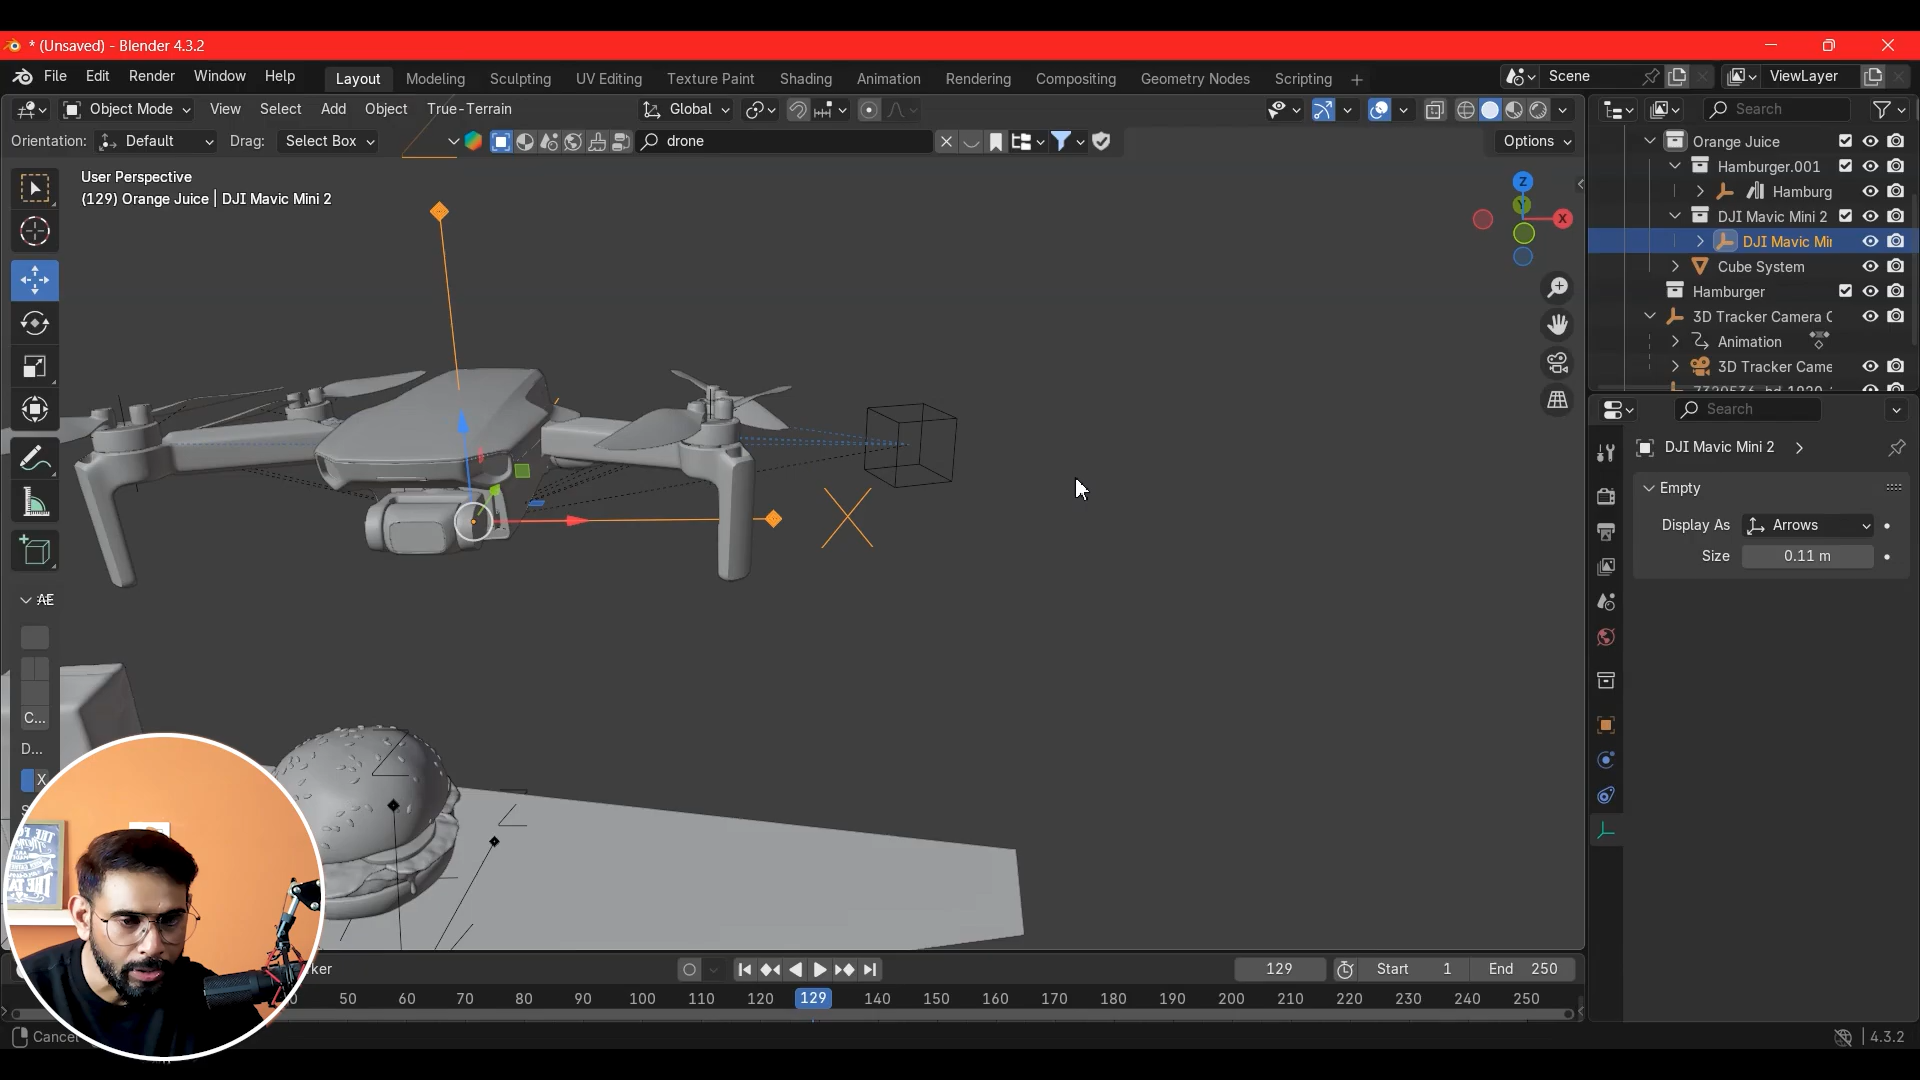 * (Unsaved) - Blender 4.3.2
File Edit Render Window Help
Layout Modeling Sculpting UV Editing Texture Paint Shading Animation Rendering Compositing Geometry Nodes Scripting +
Scene
ViewLayer
Object Mode View Select Add Object True-Terrain
Global
Search
Orientation: Default Drag: Select Box
drone
Options
User Perspective
(129) Orange Juice | DJI Mavic Mini 2
Z
Y
X
Orange Juice
Hamburger.001
Hamburg
DJI Mavic Mini 2
DJI Mavic Mi
Cube System
Hamburger
3D Tracker Camera
Animation
3D Tracker Came
Search
DJI Mavic Mini 2
Empty
Display As Arrows
Size 0.11 m
AE
C...
D...
X
THE
129
Start 1
End 250
50 60 70 80 90 100 110 120 129 140 150 160 170 180 190 200 210 220 230 240 250
Cancel
4.3.2